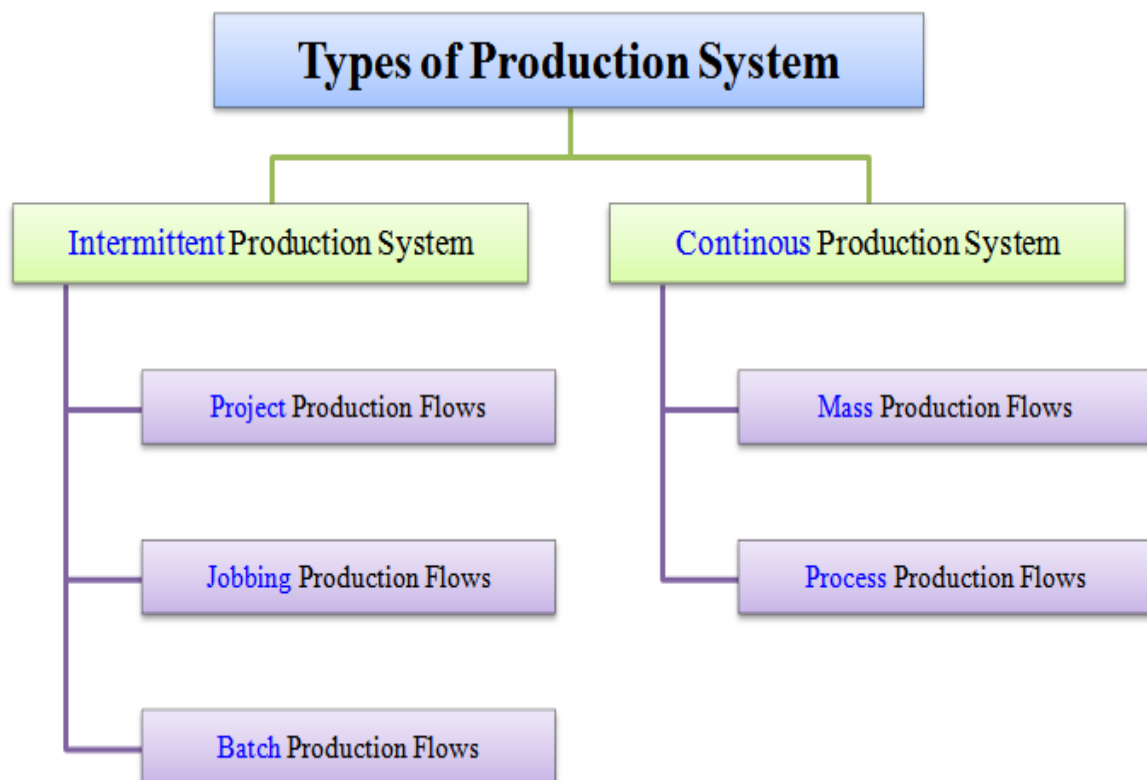 Types of Production System
Intermittent Production System
Continous Production System
Project Production Flows
Mass Production Flows
Jobbing Production Flows
Process Production Flows
Batch Production Flows